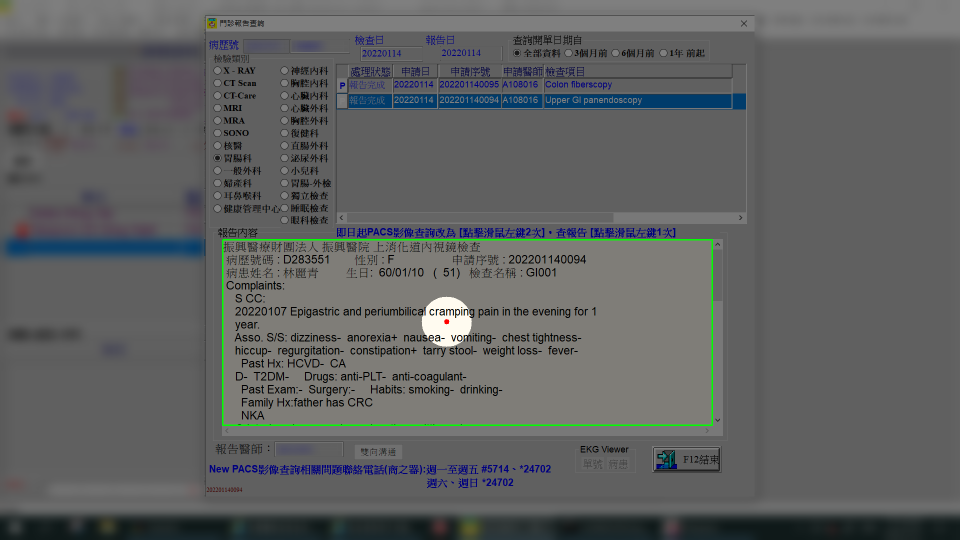 門診報告查詢
病歷號
檢查日
報告日
20220114
20220114
查詢開單日期自
全部資料 3個月前 6個月前 1年 前起
檢驗類別
X - RAY
CT Scan
CT-Care
MRI
MRA
SONO
核醫
胃腸科
一般外科
婦產科
耳鼻喉科
健康管理中心
神經內科
胸腔內科
心臟內科
心臟外科
胸腔外科
復健科
直腸外科
泌尿外科
小兒科
胃腸-外檢
獨立檢查
睡眠檢查
眼科檢查
處理狀態 申請日 申請序號 申請醫師 檢查項目
P 報告完成 20220114 202201140095 A108016 Colon fiberscopy
報告完成 20220114 202201140094 A108016 Upper GI panendoscopy
報告內容
即日起PACS影像查詢改為 [點擊滑鼠左鍵2次]，查報告 [點擊滑鼠左鍵1次]
振興醫療財團法人 振興醫院 上消化道內視鏡檢查
病歷號碼 : D283551 性別 : F 申請序號 : 202201140094
病患姓名 : 林麗青 生日: 60/01/10 ( 51) 檢查名稱 : GI001
Complaints:
S CC:
20220107 Epigastric and periumbilical cramping pain in the evening for 1
year.
Asso. S/S: dizziness- anorexia+ nausea- vomiting- chest tightness-
hiccup- regurgitation- constipation+ tarry stool- weight loss- fever-
Past Hx: HCVD- CA
D- T2DM- Drugs: anti-PLT- anti-coagulant-
Past Exam:- Surgery:- Habits: smoking- drinking-
Family Hx:father has CRC
NKA
報告醫師：
雙向溝通
EKG Viewer
單號 病患
F12結束
New PACS影像查詢相關問題聯絡電話(商之器):週一至週五 #5714、*24702
週六、週日 *24702
202201140094